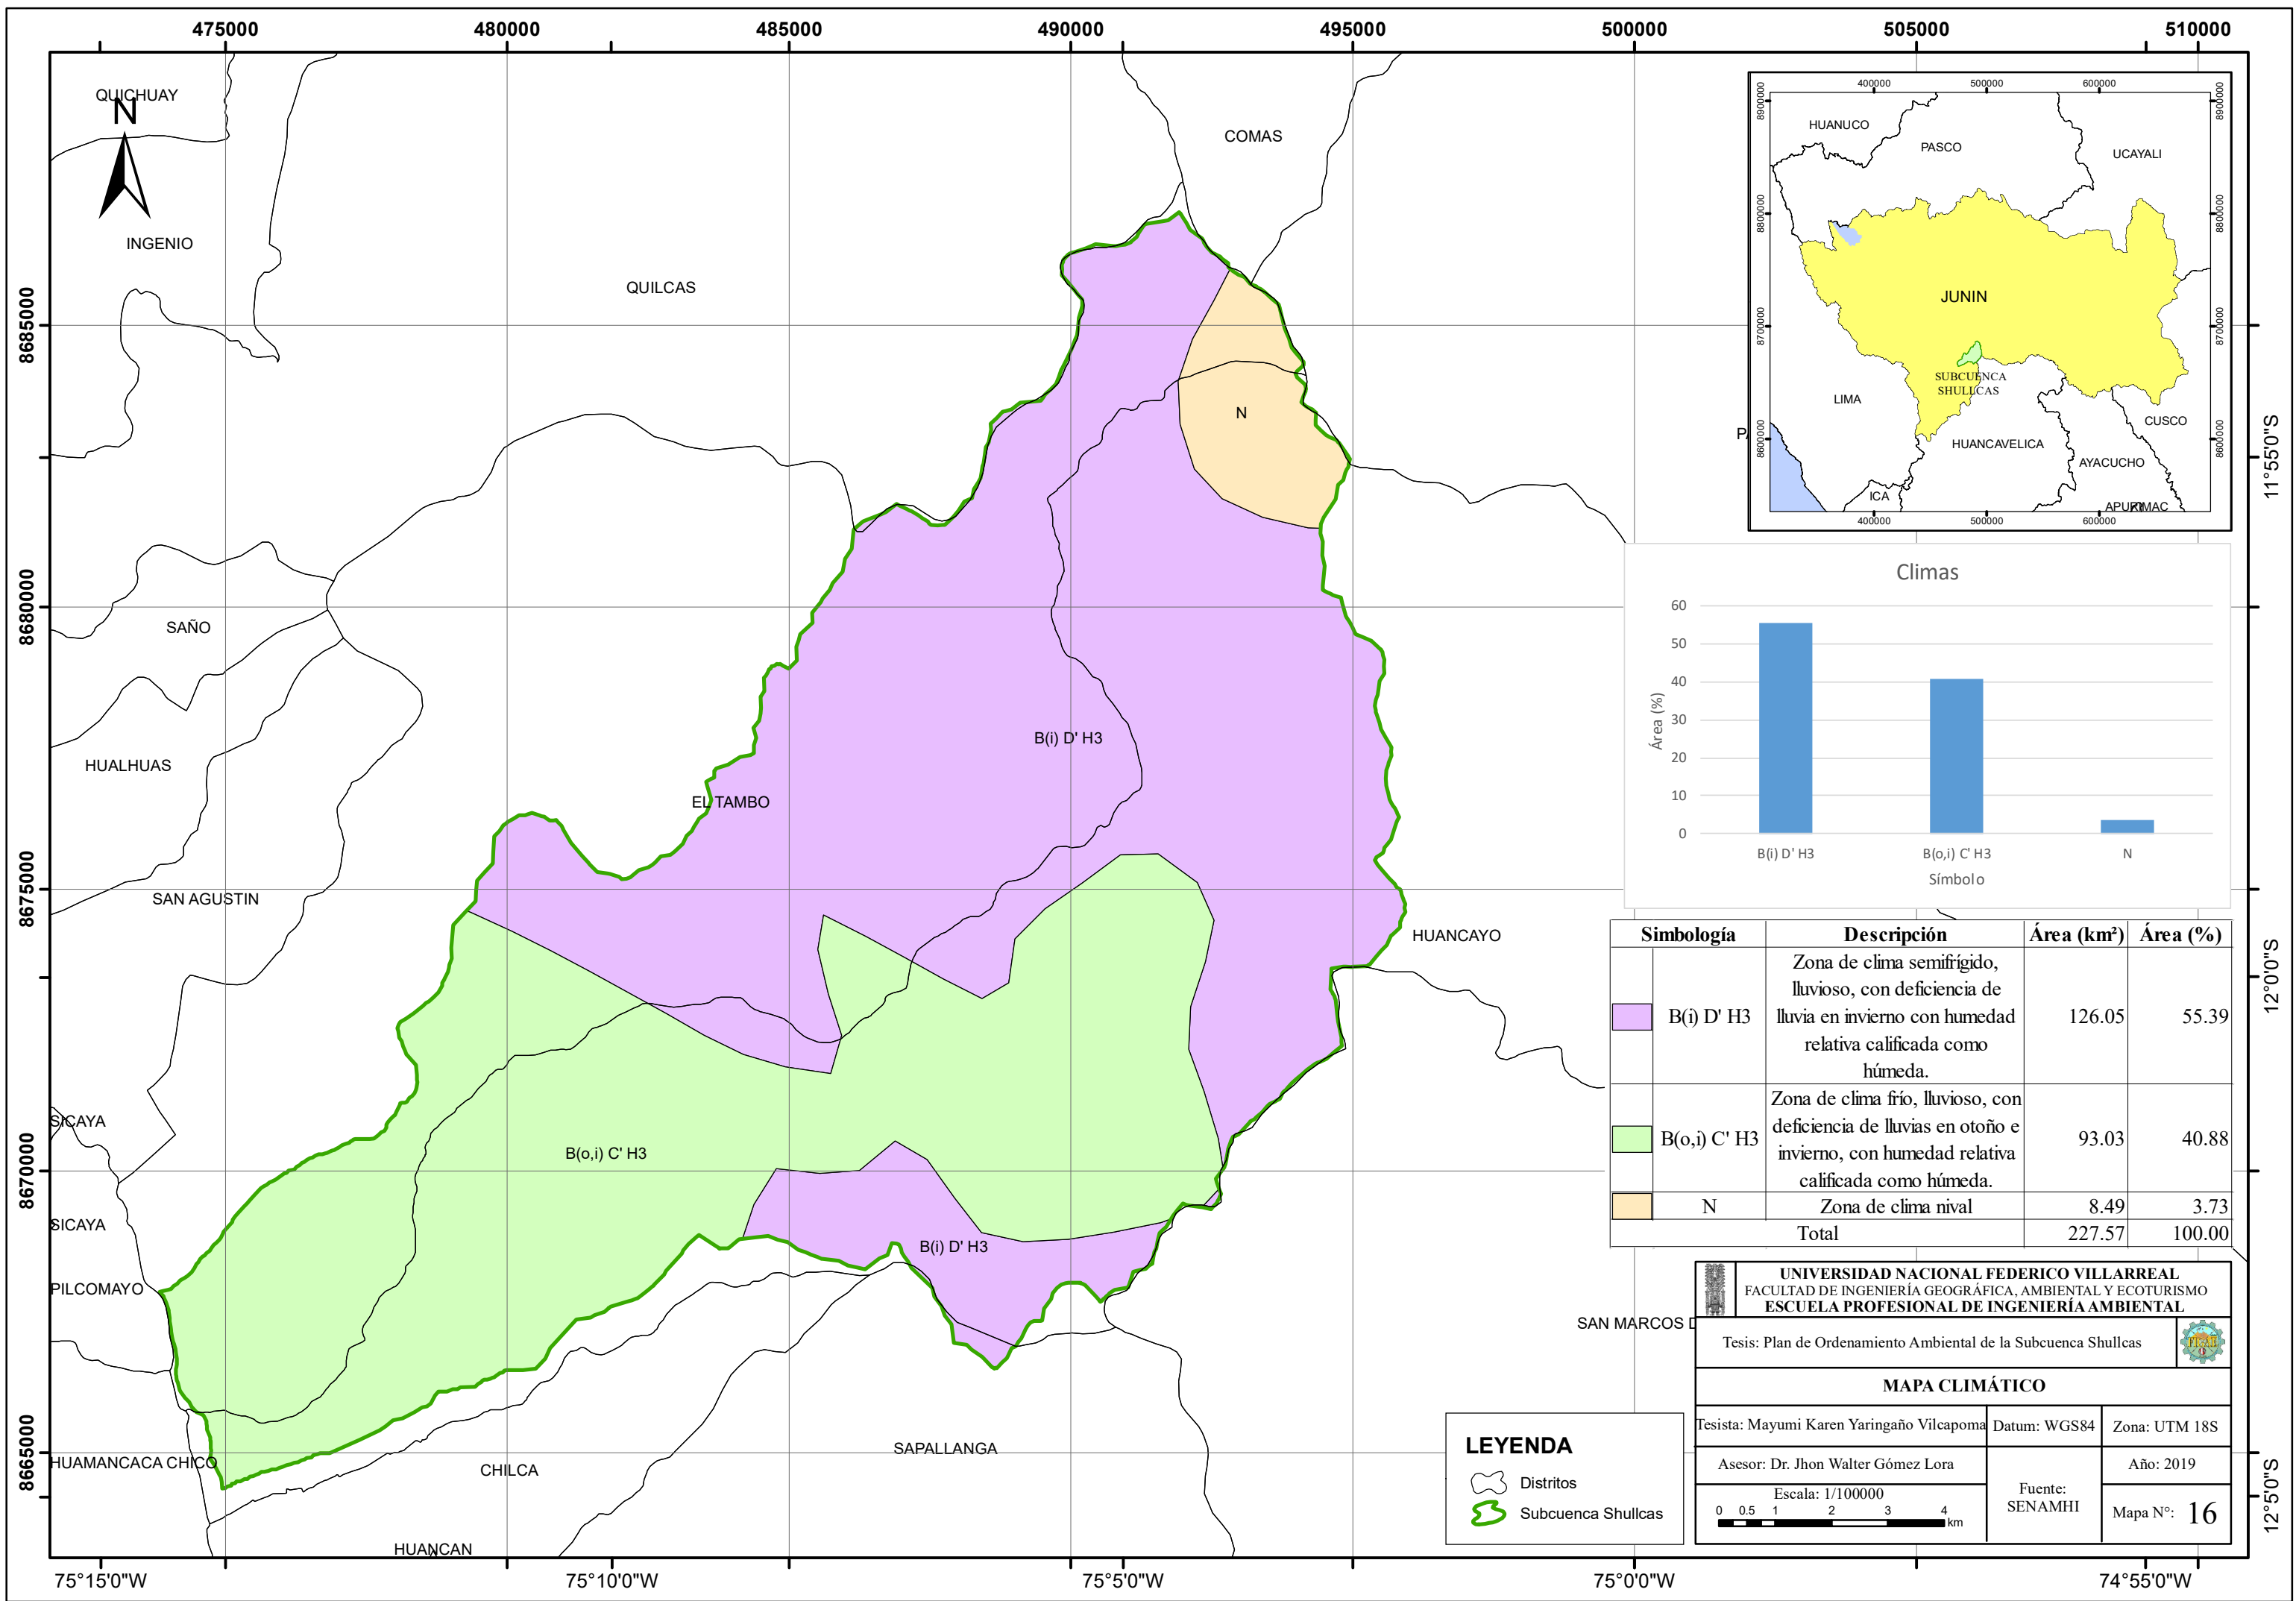 475000 480000 485000 490000 495000 500000 505000 510000
QUICHUAY
N
INGENIO
COMAS
QUILCAS
SAÑO
HUALHUAS
EL TAMBO
SAN AGUSTIN
HUANCAYO
SICAYA
SICAYA
PILCOMAYO
HUAMANCACA CHICO
CHILCA
SAPALLANGA
HUANCAN
SAN MARCOS D
N
B(i) D' H3
B(o,i) C' H3
B(i) D' H3
8685000
8680000
8675000
8670000
8665000
11°55'0"S
12°0'0"S
12°5'0"S
75°15'0"W 75°10'0"W 75°5'0"W 75°0'0"W 74°55'0"W
400000 500000 600000
8900000 8900000
8800000 8800000
8700000 8700000
8600000 8600000
HUANUCO
PASCO
UCAYALI
JUNIN
SUBCUENCA
SHULLCAS
LIMA
CUSCO
HUANCAVELICA
AYACUCHO
ICA
400000 500000 600000
Climas
Área (%)
60
50
40
30
20
10
0
B(i) D' H3 B(o,i) C' H3 N
Símbolo
Simbología Descripción Área (km²) Área (%)
Zona de clima semifrígido,
lluvioso, con deficiencia de
B(i) D' H3 lluvia en invierno con humedad 126.05 55.39
relativa calificada como
húmeda.
Zona de clima frío, lluvioso, con
B(o,i) C' H3 deficiencia de lluvias en otoño e 93.03 40.88
invierno, con humedad relativa
calificada como húmeda.
N Zona de clima nival 8.49 3.73
Total 227.57 100.00
UNIVERSIDAD NACIONAL FEDERICO VILLARREAL
FACULTAD DE INGENIERÍA GEOGRÁFICA, AMBIENTAL Y ECOTURISMO
ESCUELA PROFESIONAL DE INGENIERÍA AMBIENTAL
Tesis: Plan de Ordenamiento Ambiental de la Subcuenca Shullcas
MAPA CLIMÁTICO
Tesista: Mayumi Karen Yaringaño Vilcapoma
Datum: WGS84
Zona: UTM 18S
Asesor: Dr. Jhon Walter Gómez Lora
Fuente:
SENAMHI
Año: 2019
Escala: 1/100000
0 0.5 1 2 3 4
km
Mapa N°: 16
LEYENDA
Distritos
Subcuenca Shullcas